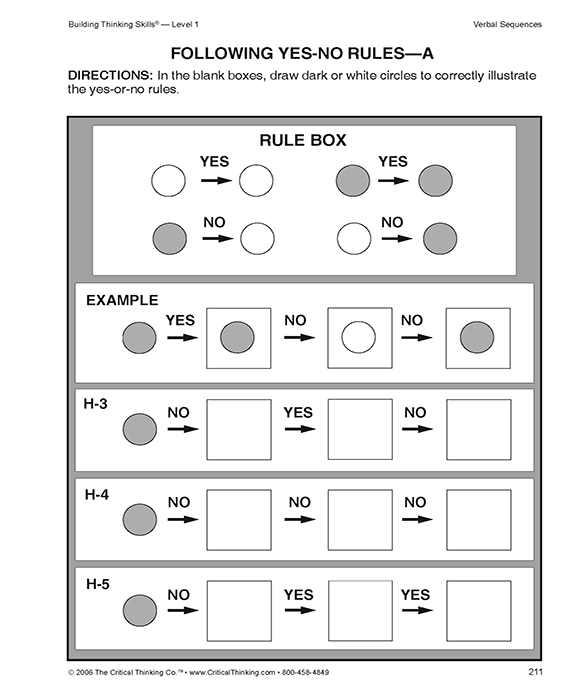 Building Thinking Skills® — Level 1 Verbal Sequences
FOLLOWING YES-NO RULES—A
DIRECTIONS: In the blank boxes, draw dark or white circles to correctly illustrate
the yes-or-no rules.
RULE BOX
YES YES
NO NO
EXAMPLE
YES NO NO
H-3
NO YES NO
H-4
NO NO NO
H-5
NO YES YES
© 2006 The Critical Thinking Co.™ • www.CriticalThinking.com • 800-458-4849 211